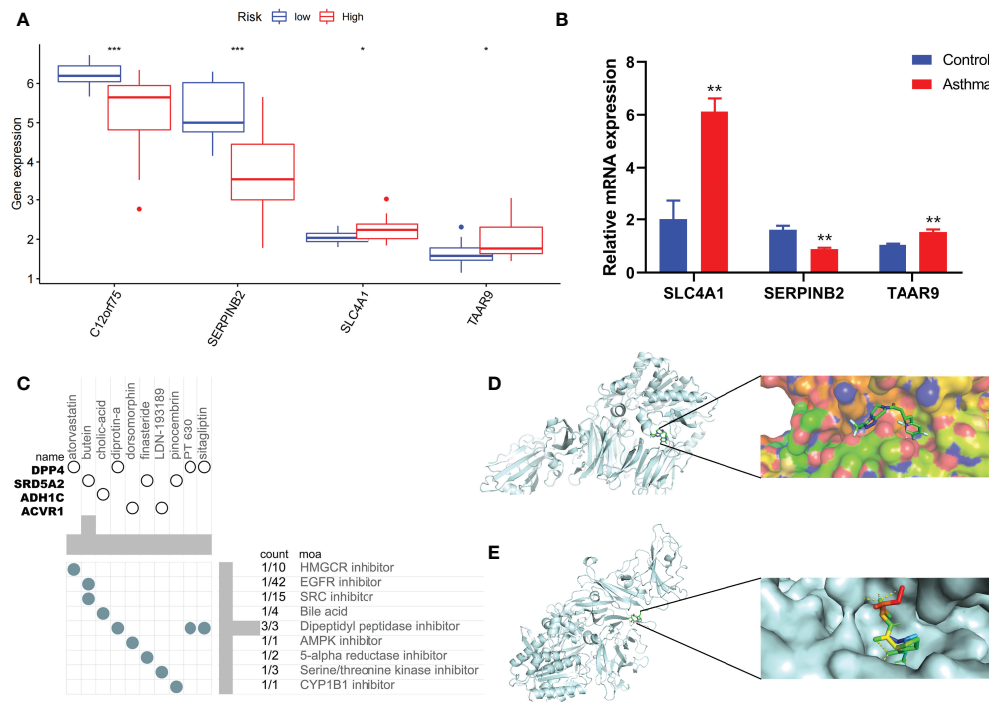 A
Risk low High
*** *** * *
Gene expression
6
5
4
3
2
1
C12orf75
SERPINB2
SLC4A1
TAAR9
B
Control
Asthma
Relative mRNA expression
8
6
4
2
0
** ** **
SLC4A1 SERPINB2 TAAR9
C
atorvastatin
butein
cholic-acid
diprotin-a
dorsomorphin
finasteride
LDN-193189
pinocembrin
PT 630
sitagliptin
name
DPP4
SRD5A2
ADH1C
ACVR1
count moa
1/10 HMGCR inhibitor
1/42 EGFR inhibitor
1/15 SRC inhibitor
1/4 Bile acid
3/3 Dipeptidyl peptidase inhibitor
1/1 AMPK inhibitor
1/2 5-alpha reductase inhibitor
1/3 Serine/threonine kinase inhibitor
1/1 CYP1B1 inhibitor
D
E